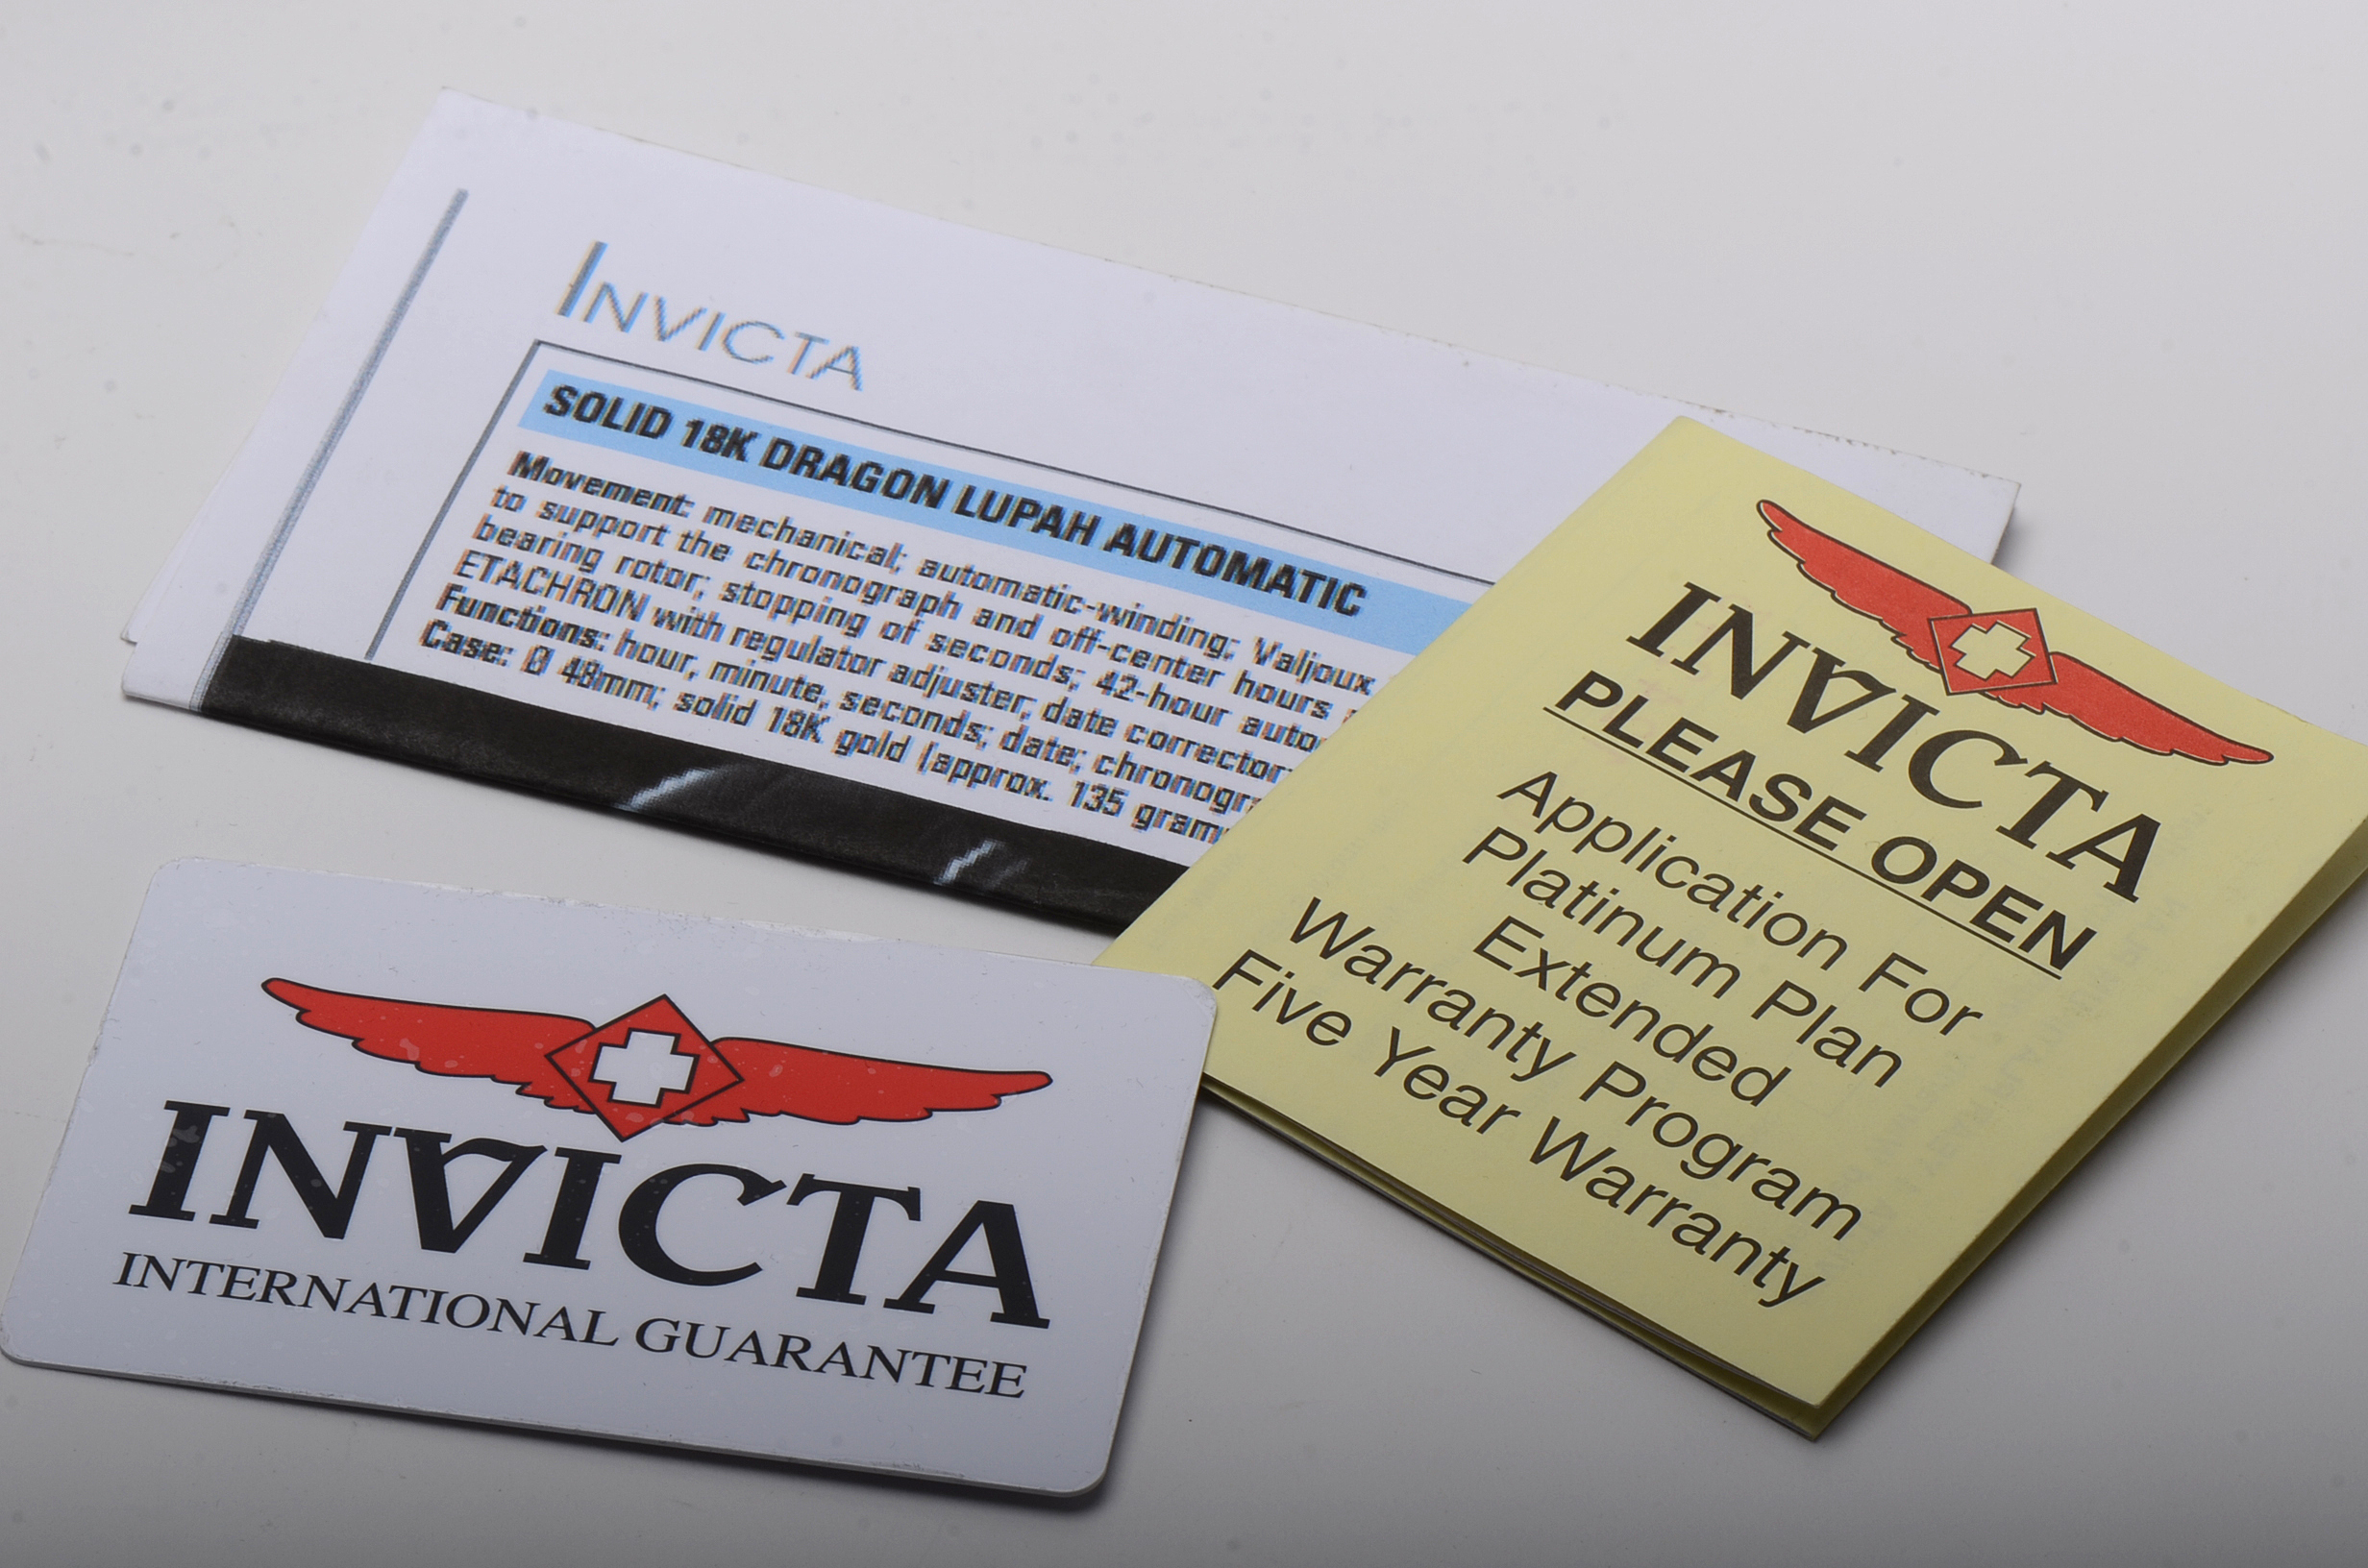 INVICTA
SOLID 18K DRAGON LUPAH AUTOMATIC
Movement: mechanical; automatic-winding; Valjoux
to support the chronograph and off-center hours
bearing rotor; stopping of seconds; 42-hour auto
ETACHRON with regulator adjuster, date corrector
Functions: hour, minute, seconds; date; chronogr
Case: Ø 48mm; solid 18K gold (approx. 135 gram
INVICTA
PLEASE OPEN
Application For
Platinum Plan
Extended
Warranty Program
Five Year Warranty
INVICTA
INTERNATIONAL GUARANTEE